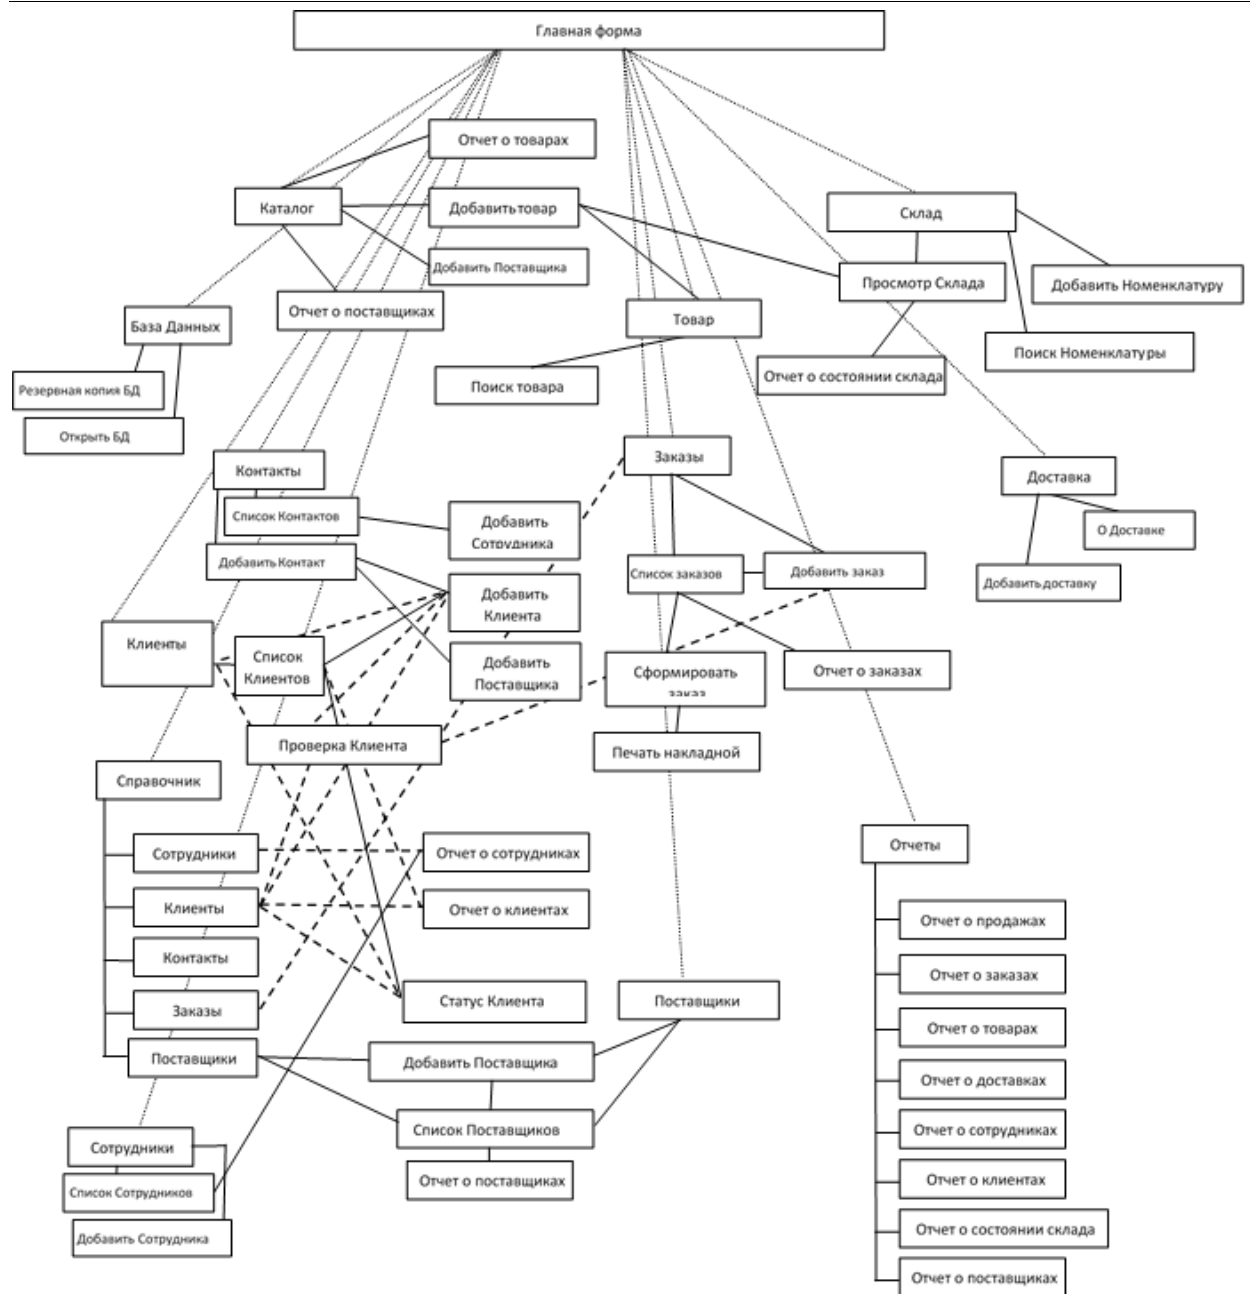 Главная форма
Отчет о товарах
Каталог
Добавить товар
Склад
Добавить Поставщика
Просмотр Склада
Добавить Номенклатуру
Отчет о поставщиках
База Данных
Товар
Поиск Номенклатуры
Резервная копия БД
Поиск товара
Отчет о состоянии склада
Открыть БД
Контакты
Заказы
Доставка
Список Контактов
Добавить
Сотрудника
О Доставке
Добавить Контакт
Список заказов
Добавить заказ
Добавить доставку
Добавить
Клиента
Клиенты
Список
Клиентов
Добавить
Поставщика
Сформировать
заказ
Отчет о заказах
Проверка Клиента
Печать накладной
Справочник
Сотрудники
Отчет о сотрудниках
Отчеты
Клиенты
Отчет о клиентах
Отчет о продажах
Контакты
Отчет о заказах
Заказы
Статус Клиента
Поставщики
Отчет о товарах
Поставщики
Добавить Поставщика
Отчет о доставках
Список Поставщиков
Отчет о сотрудниках
Сотрудники
Отчет о поставщиках
Отчет о клиентах
Список Сотрудников
Отчет о состоянии склада
Добавить Сотрудника
Отчет о поставщиках